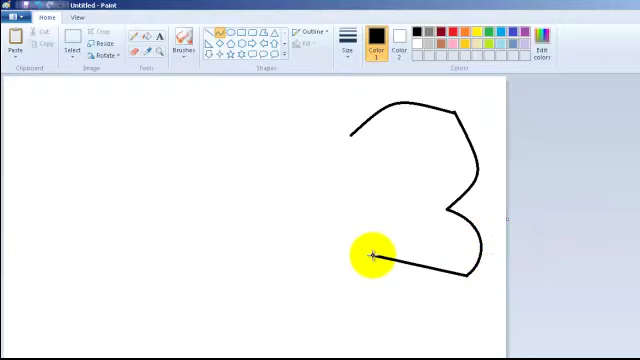 Untitled - Paint
Home View
Paste
Cut
Copy
Clipboard
Select
Crop
Resize
Rotate
Image
Tools
Brushes
Shapes
Outline
Fill
Size
Color 1
Color 2
Colors
Edit colors